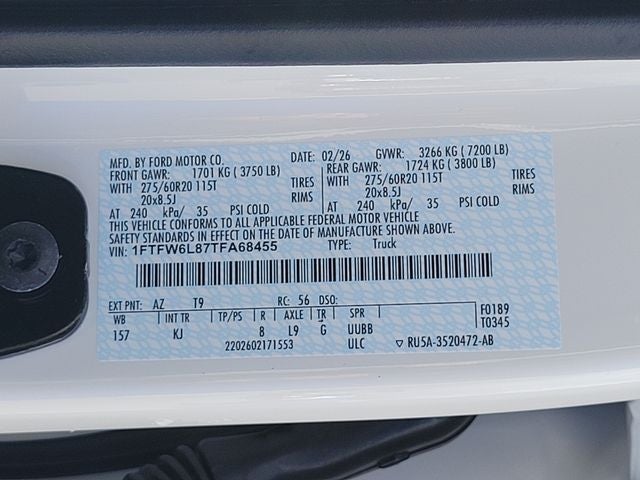 MFD. BY FORD MOTOR CO. DATE: 02/26 GVWR: 3266 KG ( 7200 LB)
FRONT GAWR: 1701 KG ( 3750 LB) REAR GAWR: 1724 KG ( 3800 LB)
WITH 275/60R20 115T TIRES WITH 275/60R20 115T TIRES
20x8.5J RIMS 20x8.5J RIMS
AT 240 kPa/ 35 PSI COLD AT 240 kPa/ 35 PSI COLD
THIS VEHICLE CONFORMS TO ALL APPLICABLE FEDERAL MOTOR VEHICLE
SAFETY STANDARDS IN EFFECT ON THE DATE OF MANUFACTURE SHOWN ABOVE.
VIN: 1FTFW6L87TFA68455 TYPE: Truck
EXT PNT: AZ T9 RC: 56 DSO:
WB INT TR TP/PS R AXLE TR SPR F0189
157 KJ 8 L9 G UUBB T0345
2202602171553 ULC RU5A-3520472-AB